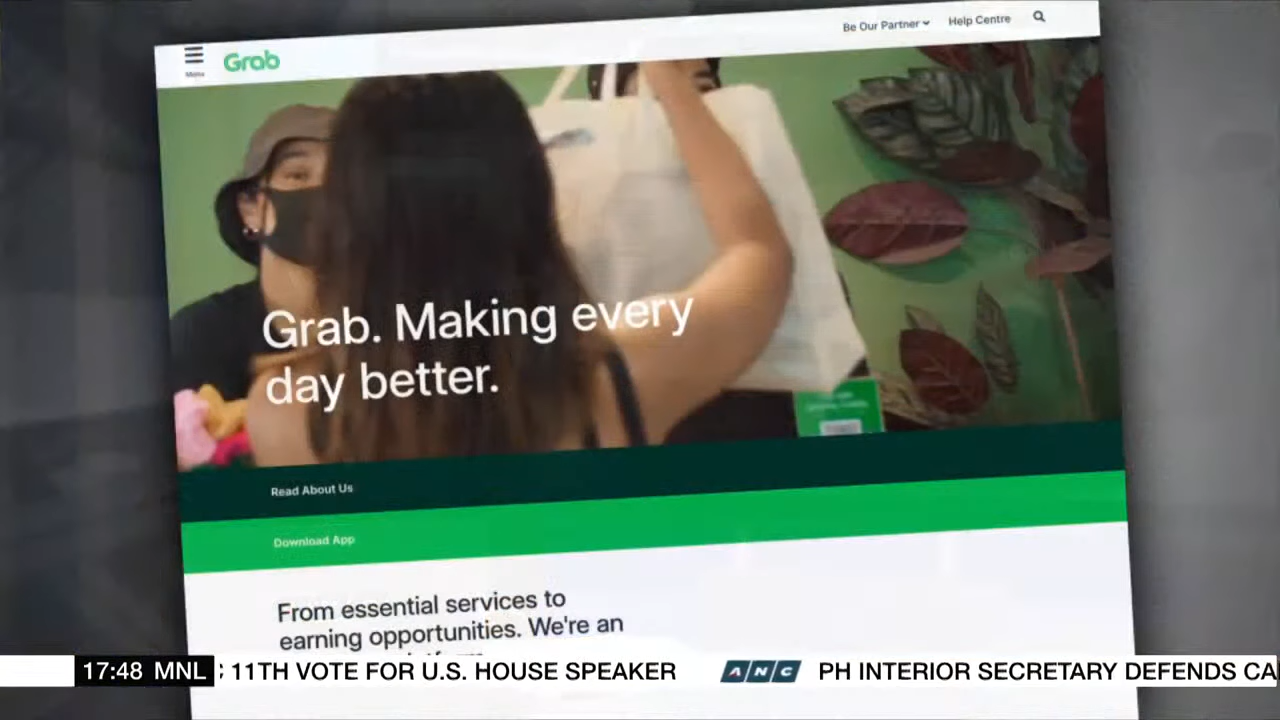 Be Our Partner
Help Centre
Menu
Grab
Grab. Making every
day better.
Read About Us
Download App
From essential services to
earning opportunities. We're an
17:48 MNL
11TH VOTE FOR U.S. HOUSE SPEAKER
ANC
PH INTERIOR SECRETARY DEFENDS CA